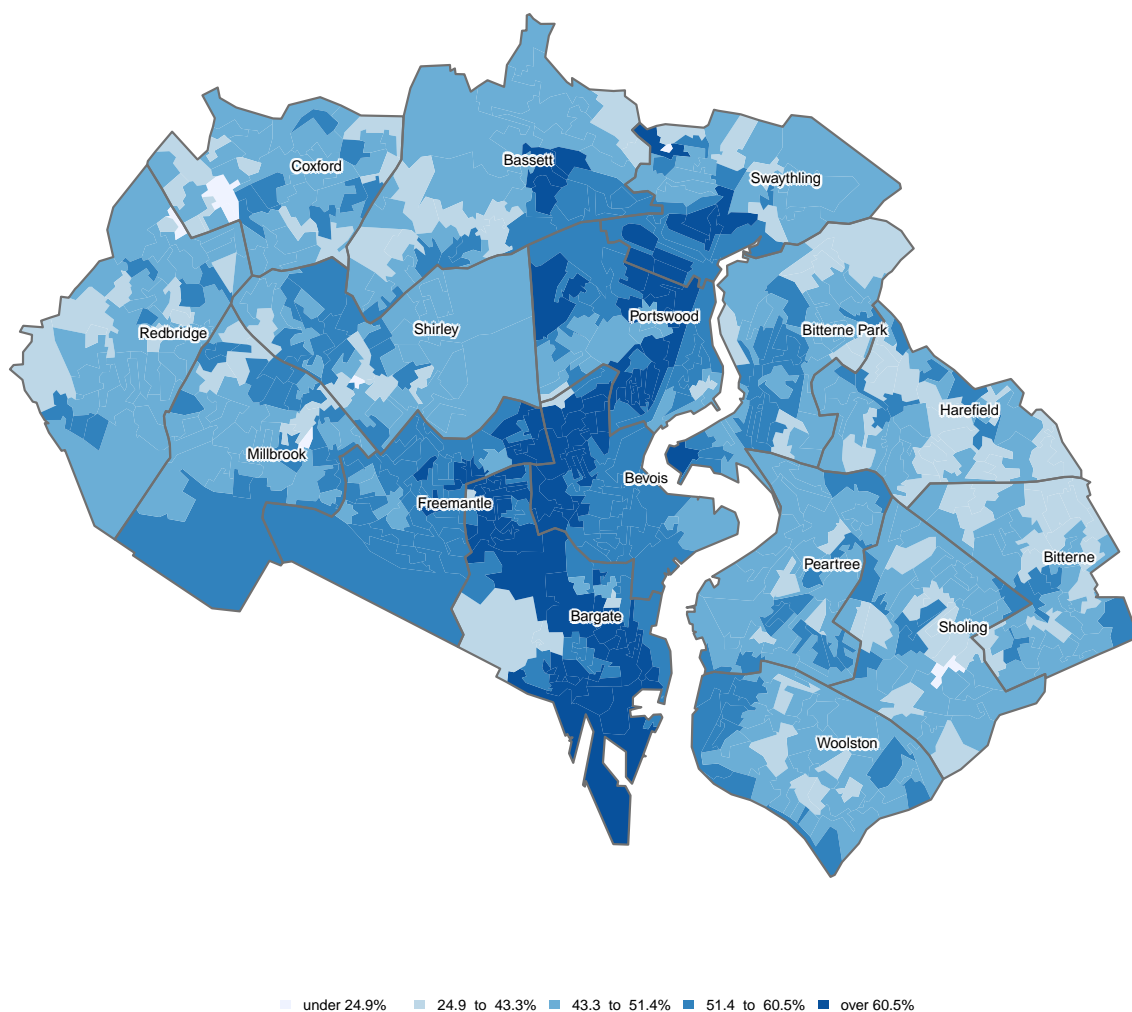 Bassett
Coxford
Swaythling
Portswood
Shirley
Bitterne Park
Redbridge
Harefield
Millbrook
Bevois
Freemantle
Bitterne
Peartree
Bargate
Sholing
Woolston
under 24.9% 24.9 to 43.3% 43.3 to 51.4% 51.4 to 60.5% over 60.5%